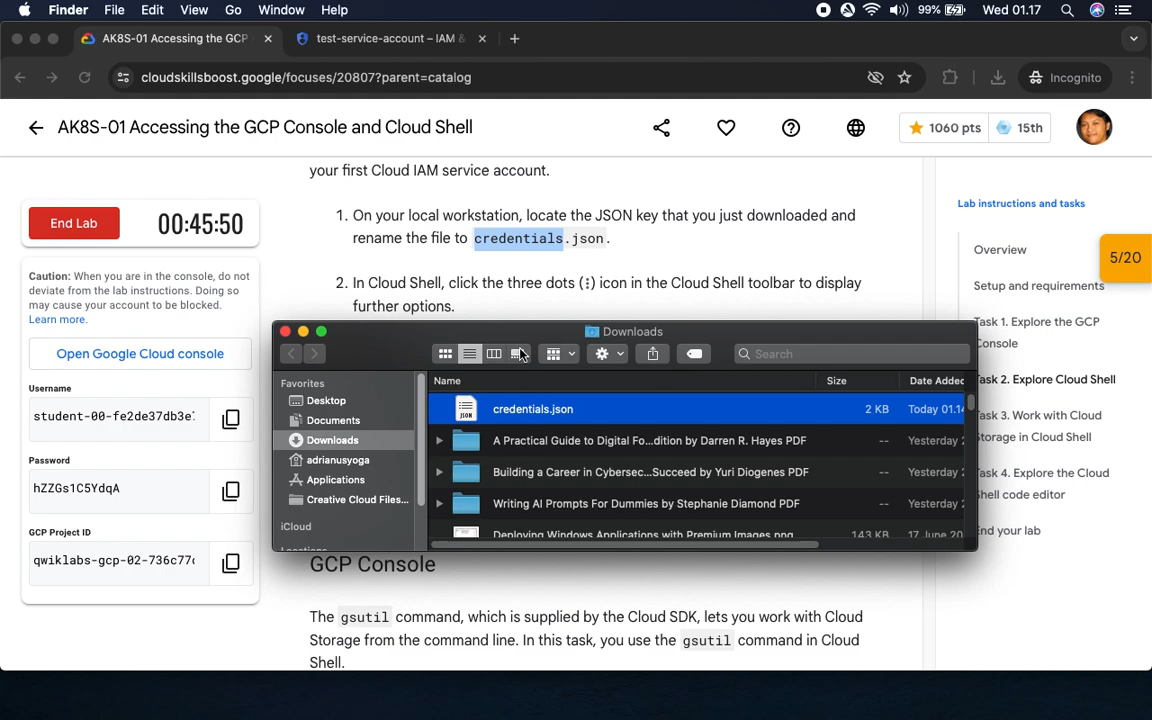 Finder File Edit View Go Window Help 99% Wed 01.17
AK8S-01 Accessing the GCP
test-service-account – IAM &
cloudskillsboost.google/focuses/20807?parent=catalog
Incognito
AK8S-01 Accessing the GCP Console and Cloud Shell
1060 pts 15th
your first Cloud IAM service account.
End Lab 00:45:50
Caution: When you are in the console, do not
deviate from the lab instructions. Doing so
may cause your account to be blocked.
Learn more.
Open Google Cloud console
Username
student-00-fe2de37db3e
Password
hZZGs1C5YdqA
GCP Project ID
qwiklabs-gcp-02-736c77
1. On your local workstation, locate the JSON key that you just downloaded and
rename the file to credentials.json.
2. In Cloud Shell, click the three dots (⋮) icon in the Cloud Shell toolbar to display
further options.
Downloads
Search
Favorites
Desktop
Documents
Downloads
adrianusyoga
Applications
Creative Cloud Files...
iCloud
Locations
Name Size Date Added
credentials.json 2 KB Today 01.14
A Practical Guide to Digital Fo...dition by Darren R. Hayes PDF -- Yesterday
Building a Career in Cybersec...Succeed by Yuri Diogenes PDF -- Yesterday
Writing AI Prompts For Dummies by Stephanie Diamond PDF -- Yesterday
Deploying Windows Applications with Premium Images.png 143 KB 17 June 20
GCP Console
The gsutil command, which is supplied by the Cloud SDK, lets you work with Cloud
Storage from the command line. In this task, you use the gsutil command in Cloud
Shell.
Lab instructions and tasks
Overview
5/20
Setup and requirements
Task 1. Explore the GCP
Console
Task 2. Explore Cloud Shell
Task 3. Work with Cloud
Storage in Cloud Shell
Task 4. Explore the Cloud
Shell code editor
End your lab